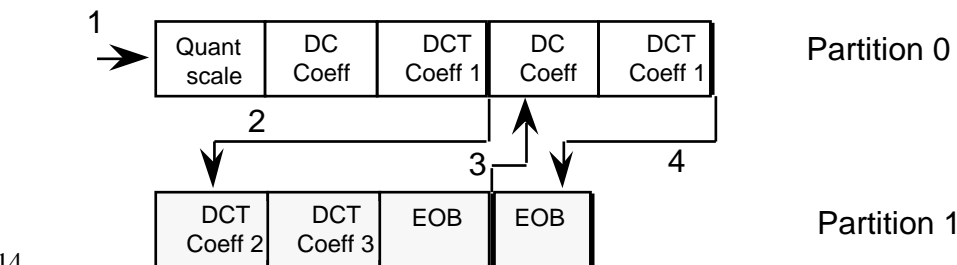 1
Quant scale
DC Coeff
DCT Coeff 1
DC Coeff
DCT Coeff 1
Partition 0
2
3
4
DCT Coeff 2
DCT Coeff 3
EOB
EOB
Partition 1
14